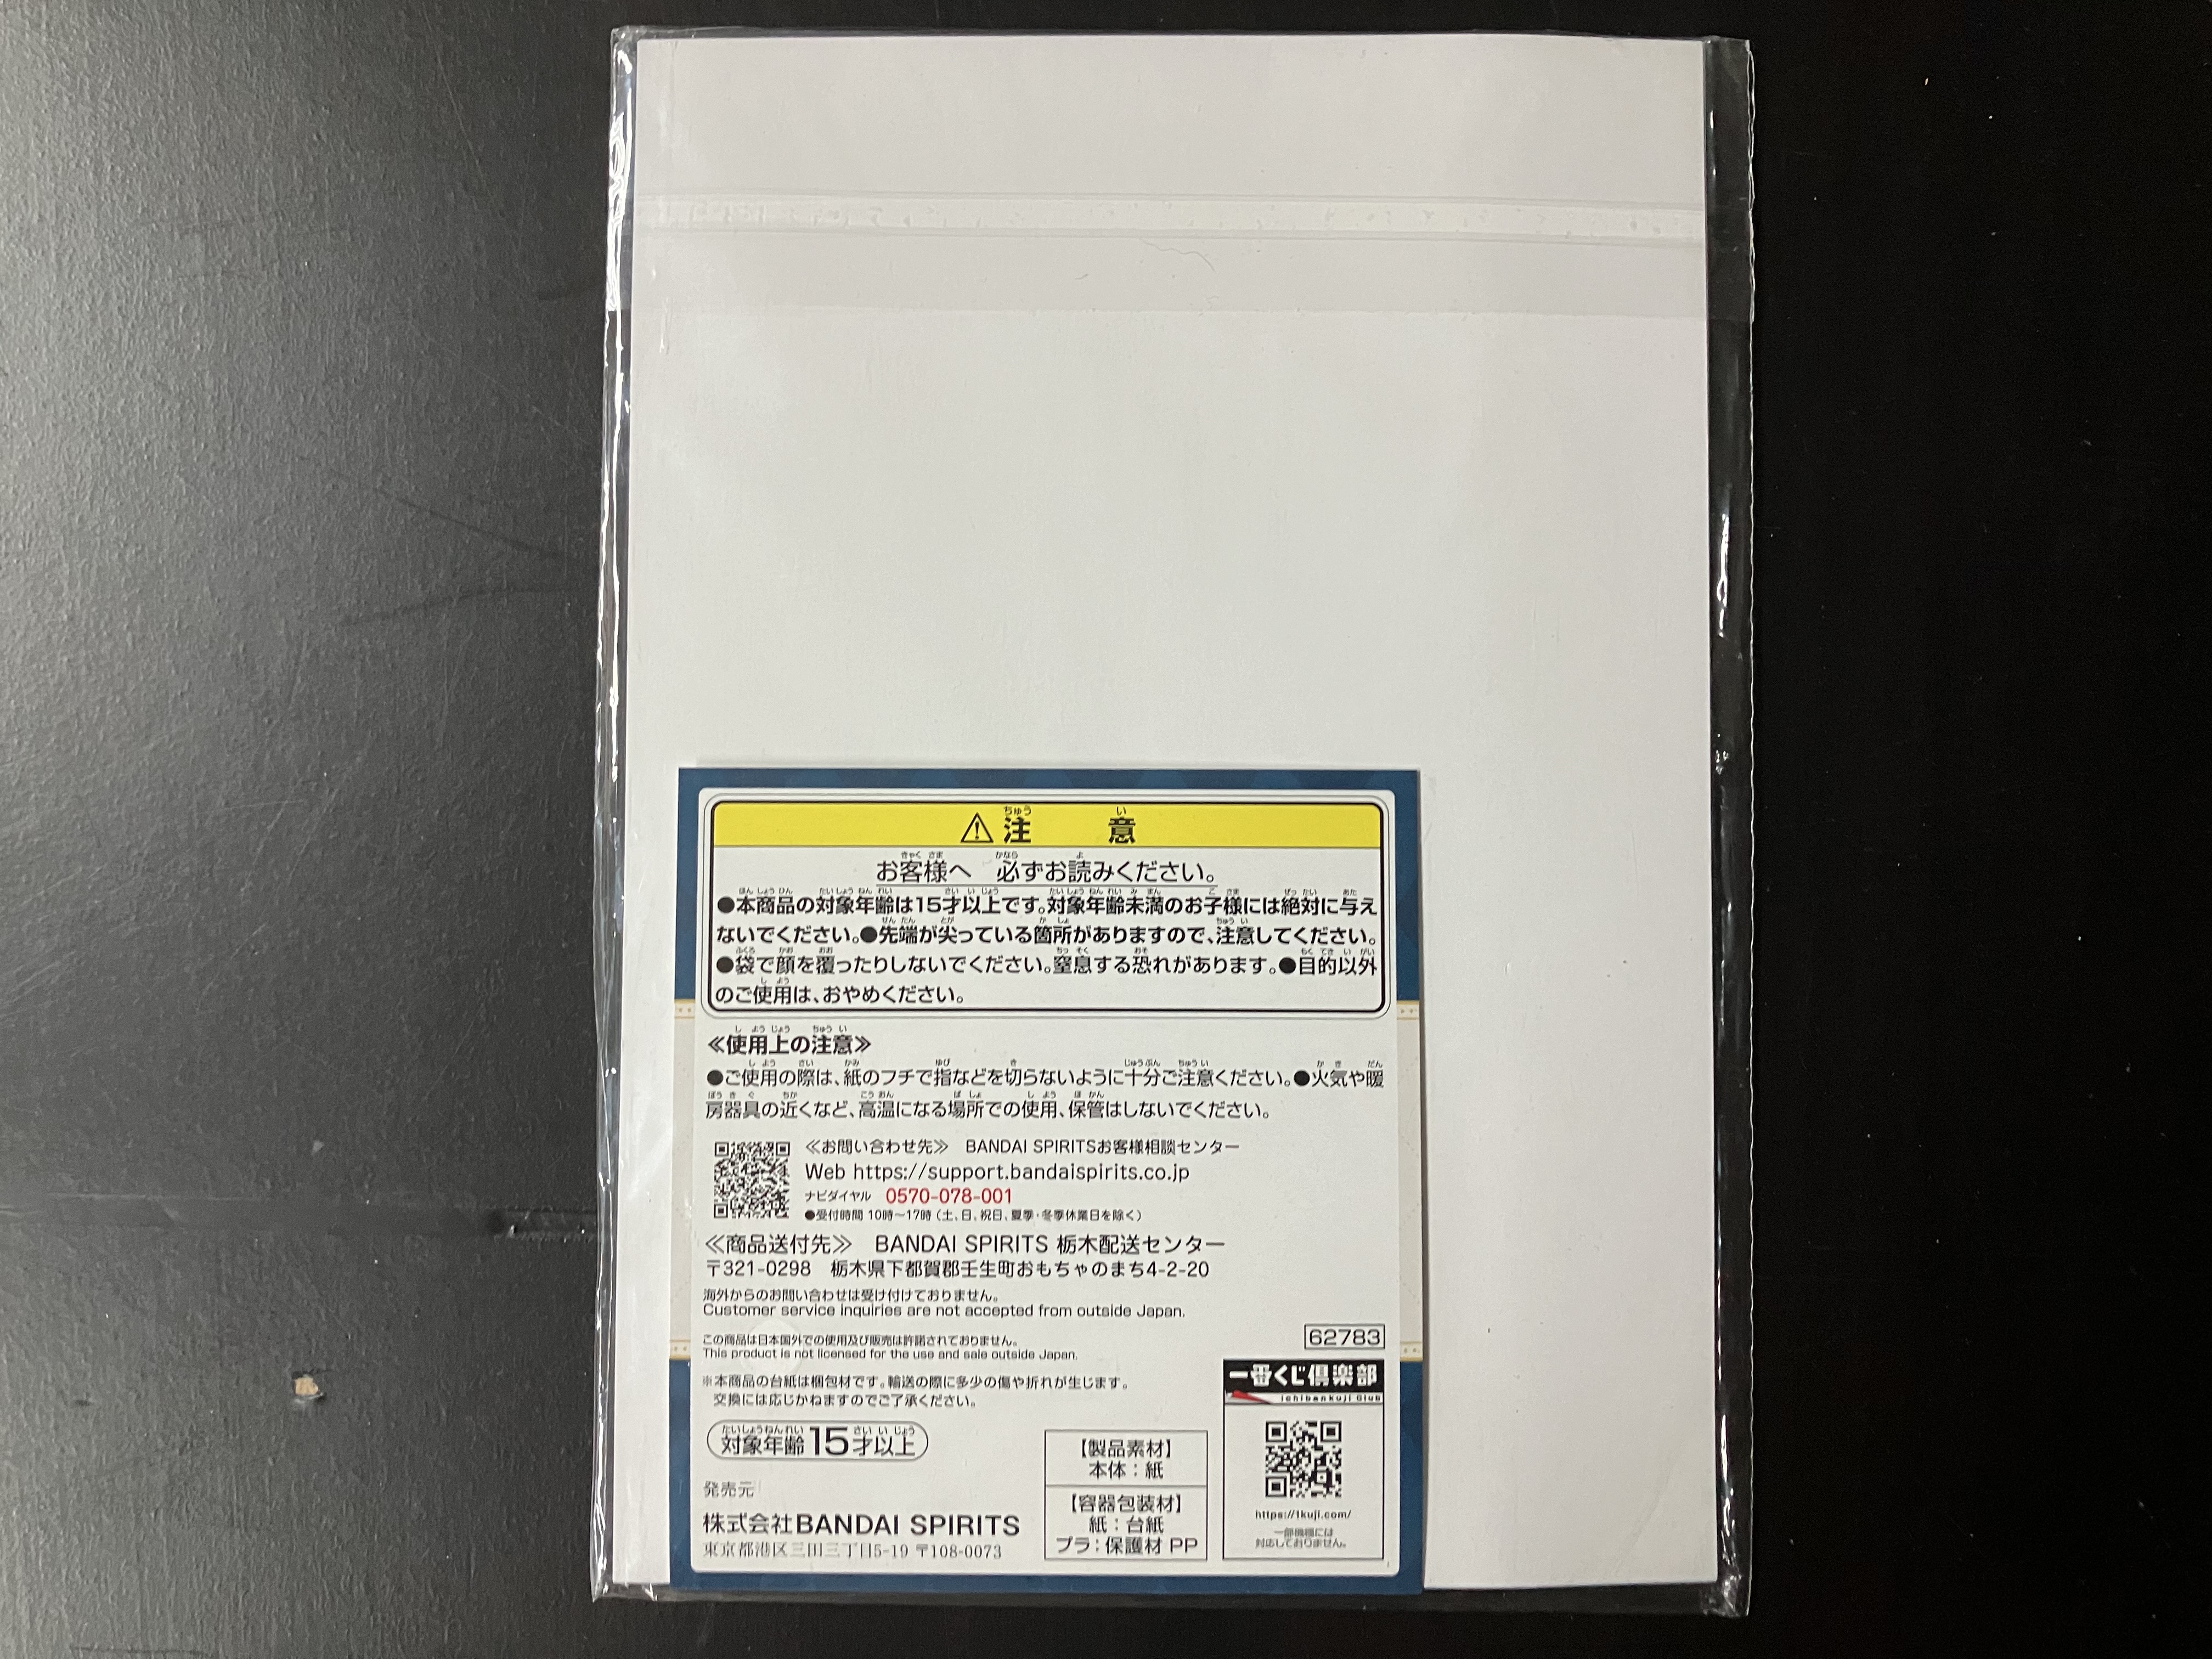 ⚠注 意
お客様へ 必ずお読みください。
●本商品の対象年齢は15才以上です。対象年齢未満のお子様には絶対に与え
ないでください。●先端が尖っている箇所がありますので、注意してください。
●袋で顔を覆ったりしないでください。窒息する恐れがあります。●目的以外
のご使用は、おやめください。
≪使用上の注意≫
●ご使用の際は、紙のフチで指などを切らないように十分ご注意ください。●火気や暖
房器具の近くなど、高温になる場所での使用、保管はしないでください。
≪お問い合わせ先≫ BANDAI SPIRITSお客様相談センター
Web https://support.bandaispirits.co.jp
ナビダイヤル 0570-078-001
●受付時間 10時～17時（土、日、祝日、夏季・冬季休業日を除く）
≪商品送付先≫ BANDAI SPIRITS 栃木配送センター
〒321-0298 栃木県下都賀郡壬生町おもちゃのまち4-2-20
海外からのお問い合わせは受け付けておりません。
Customer service inquiries are not accepted from outside Japan.
この商品は日本国外での使用及び販売は許諾されておりません。
This product is not licensed for the use and sale outside Japan.
62783
※本商品の台紙は梱包材です。輸送の際に多少の傷や折れが生じます。
交換には応じかねますのでご了承ください。
対象年齢15才以上
発売元
株式会社BANDAI SPIRITS
東京都港区三田三丁目5-19 〒108-0073
【製品素材】
本体：紙
【容器包装材】
紙：台紙
プラ：保護材 PP
一番くじ倶楽部
ichibankuji Club
https://1kuji.com/
一部機種には
対応しておりません。